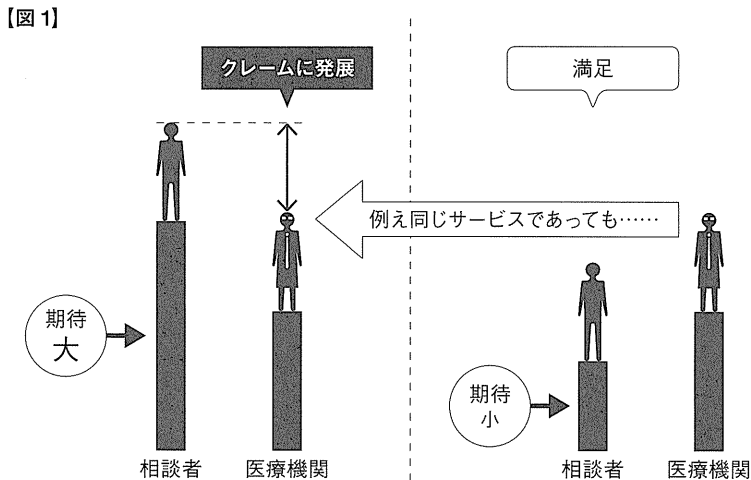 【図1】
クレームに発展
満足
例え同じサービスであっても……
期待
大
期待
小
相談者
医療機関
相談者
医療機関